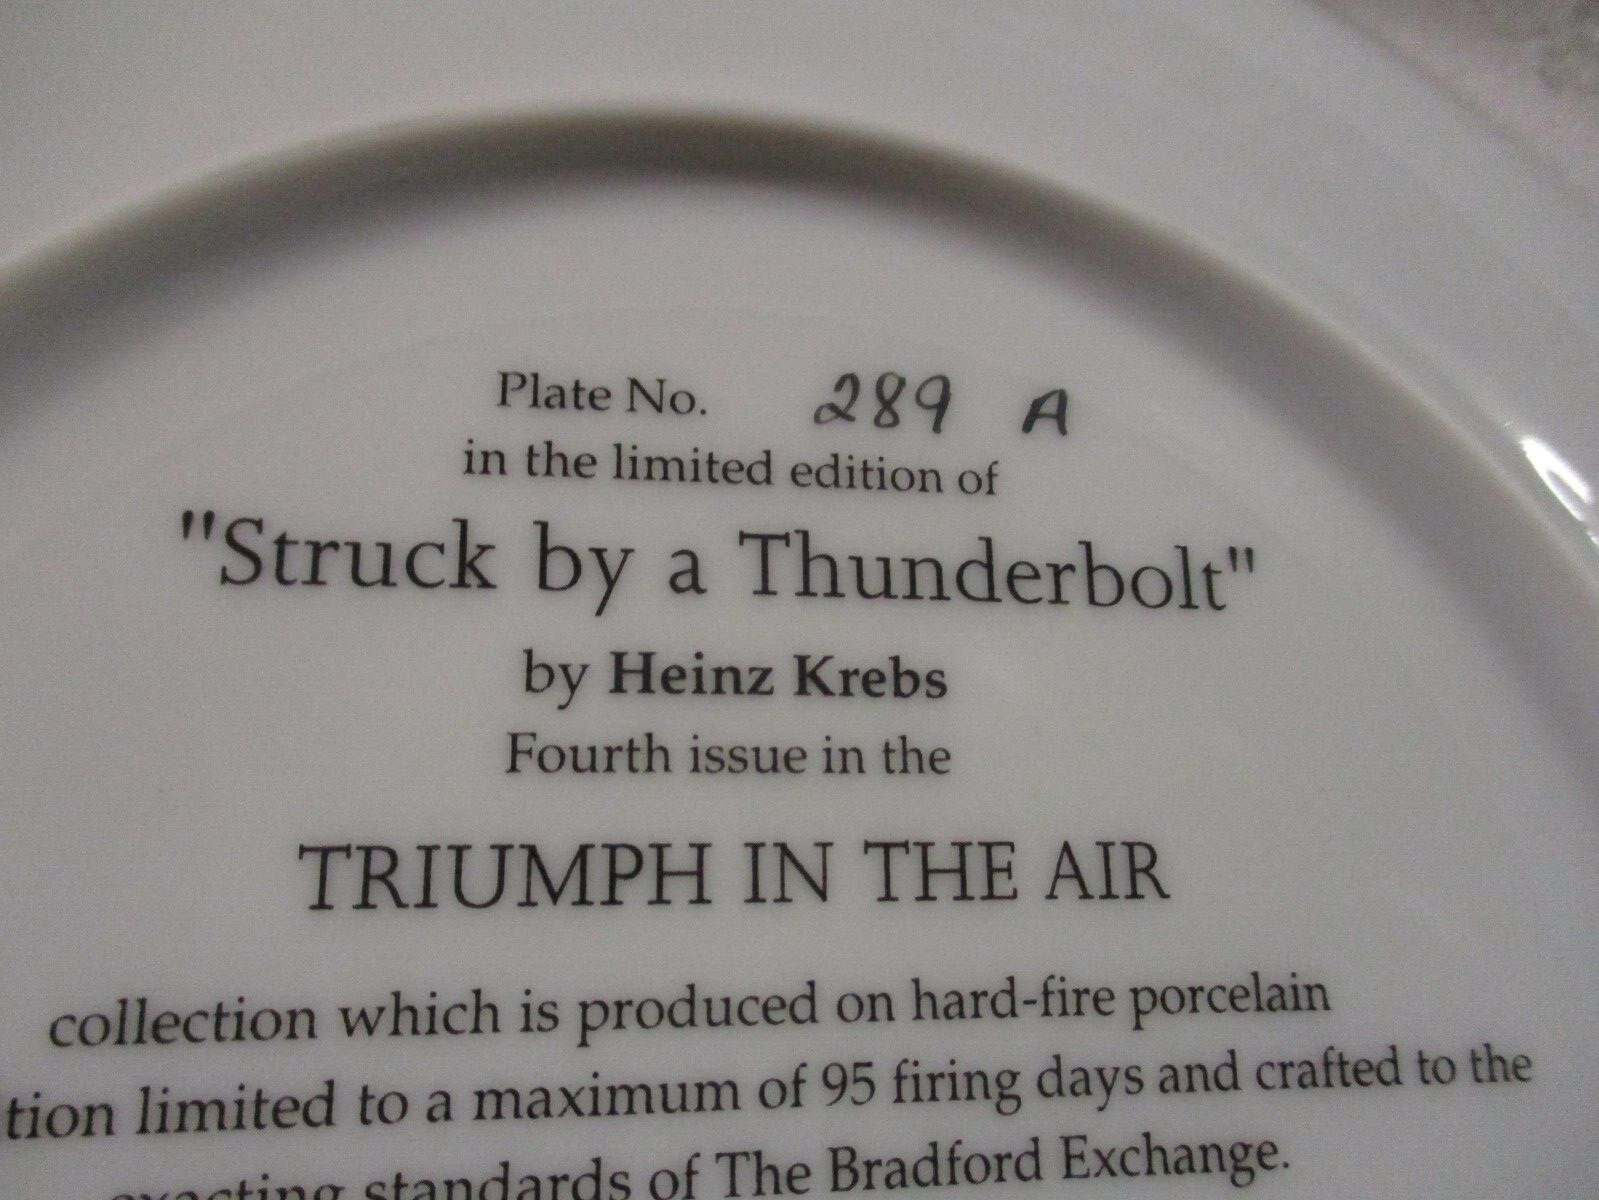 Plate No. 289 A
in the limited edition of
"Struck by a Thunderbolt"
by Heinz Krebs
Fourth issue in the
TRIUMPH IN THE AIR
collection which is produced on hard-fire porcelain
tion limited to a maximum of 95 firing days and crafted to the
exacting standards of The Bradford Exchange.